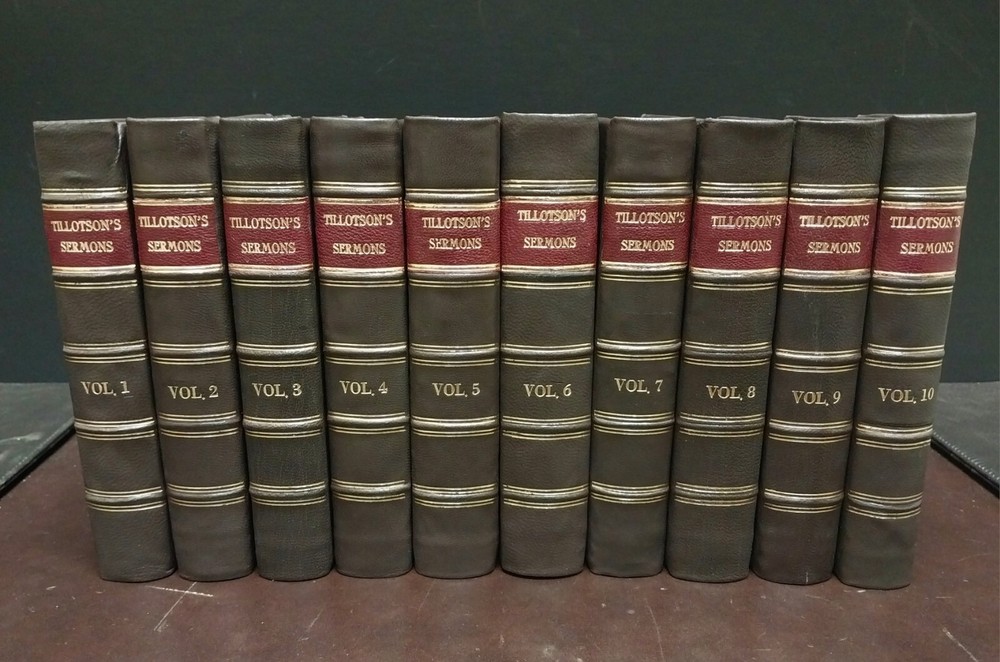 TILLOTSON'S
SERMONS
VOL. 1
TILLOTSON'S
SERMONS
VOL. 2
TILLOTSON'S
SERMONS
VOL. 3
TILLOTSON'S
SERMONS
VOL. 4
TILLOTSON'S
SERMONS
VOL. 5
TILLOTSON'S
SERMONS
VOL. 6
TILLOTSON'S
SERMONS
VOL. 7
TILLOTSON'S
SERMONS
VOL. 8
TILLOTSON'S
SERMONS
VOL. 9
TILLOTSON'S
SERMONS
VOL. 10